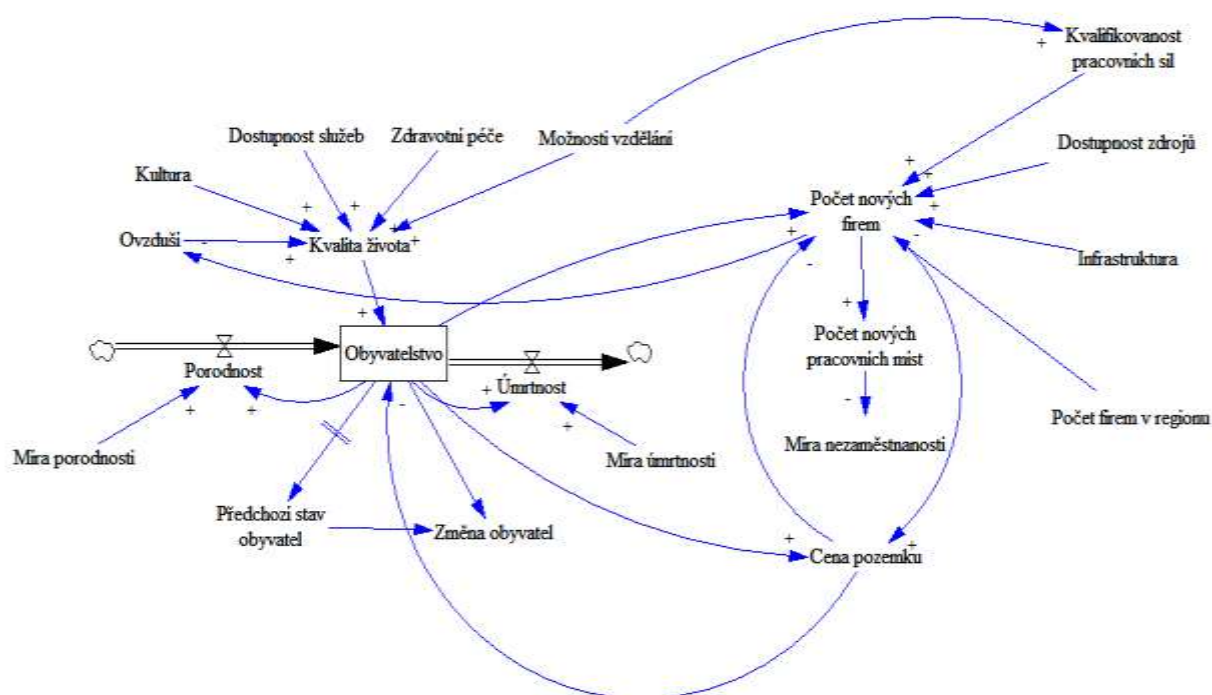 Kvalifikovanost
pracovních sil
Dostupnost služeb
Zdravotní péče
Možnosti vzdělání
Dostupnost zdrojů
Kultura
Počet nových
firem
Ovzduší
Kvalita života
Infrastruktura
Obyvatelstvo
Počet nových
pracovních míst
Porodnost
Úmrtnost
Počet firem v regionu
Míra porodnosti
Míra úmrtnosti
Míra nezaměstnanosti
Předchozí stav
obyvatel
Změna obyvatel
Cena pozemku